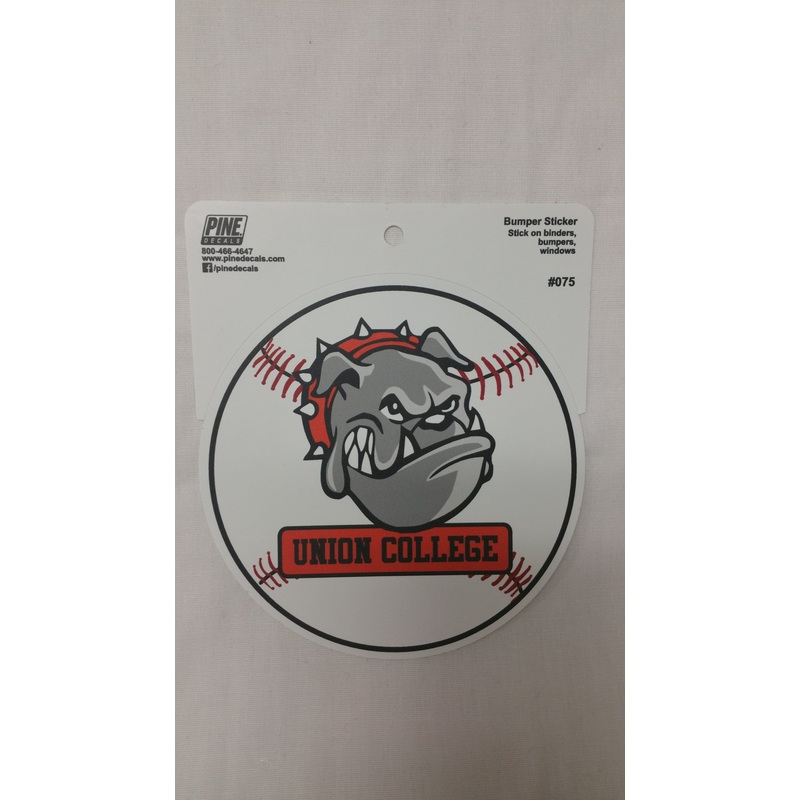 PINE
DECALS
800-466-4647
www.pinedecals.com
/pinedecals
Bumper Sticker
Stick on binders,
bumpers,
windows
#075
UNION COLLEGE